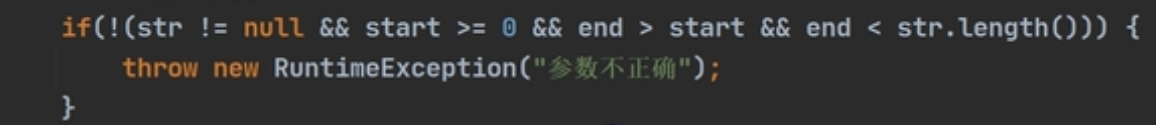 if(!(str != null && start >= 0 && end > start && end < str.length())) {
throw new RuntimeException("参数不正确");
}